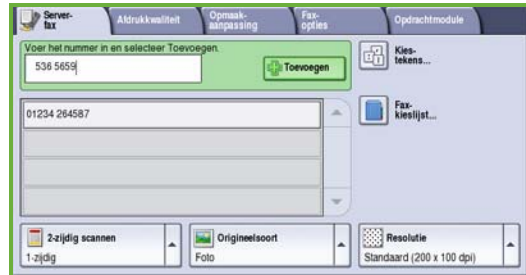 Server-
fax
Afdrukkwaliteit
Opmaak-
aanpassing
Fax-
opties
Opdrachtmodule
Voer het nummer in en selecteer Toevoegen.
536 5659
Toevoegen
Kies-
tekens...
01234 264587
Fax-
kieslijst...
2-zijdig scannen
1-zijdig
Origineelsoort
Foto
Resolutie
Standaard (200 x 100 dpi)